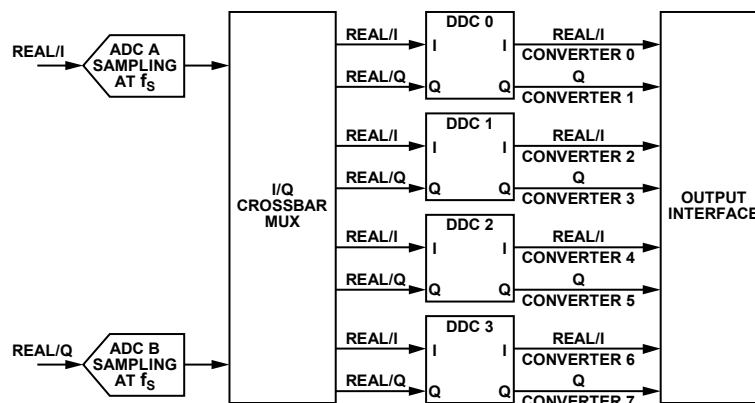 REAL/I
ADC A
SAMPLING
AT fS
REAL/Q
ADC B
SAMPLING
AT fS
I/Q
CROSSBAR
MUX
REAL/I
REAL/Q
DDC 0
I
I
Q
Q
REAL/I
CONVERTER 0
Q
CONVERTER 1
REAL/I
REAL/Q
DDC 1
I
I
Q
Q
REAL/I
CONVERTER 2
Q
CONVERTER 3
REAL/I
REAL/Q
DDC 2
I
I
Q
Q
REAL/I
CONVERTER 4
Q
CONVERTER 5
REAL/I
REAL/Q
DDC 3
I
I
Q
Q
REAL/I
CONVERTER 6
Q
CONVERTER 7
OUTPUT
INTERFACE